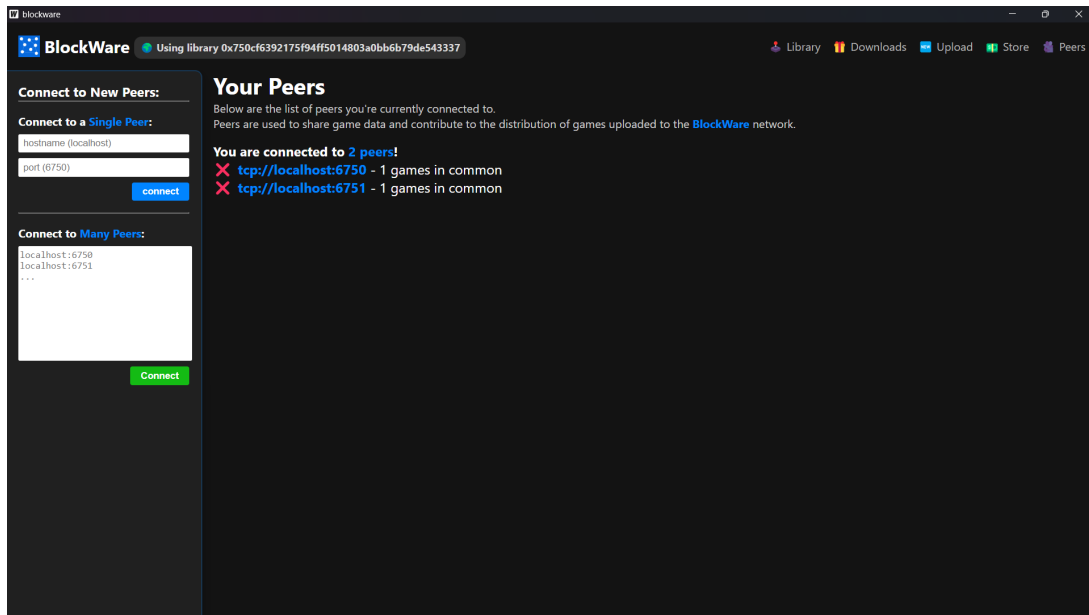 blockware
BlockWare
Using library 0x750cf6392175f94ff5014803a0bb6b79de543337
Library
Downloads
Upload
Store
Peers
Connect to New Peers:
Connect to a Single Peer:
hostname (localhost)
port (6750)
connect
Connect to Many Peers:
localhost:6750
localhost:6751
...
Connect
Your Peers
Below are the list of peers you're currently connected to.
Peers are used to share game data and contribute to the distribution of games uploaded to the BlockWare network.
You are connected to 2 peers!
tcp://localhost:6750 - 1 games in common
tcp://localhost:6751 - 1 games in common